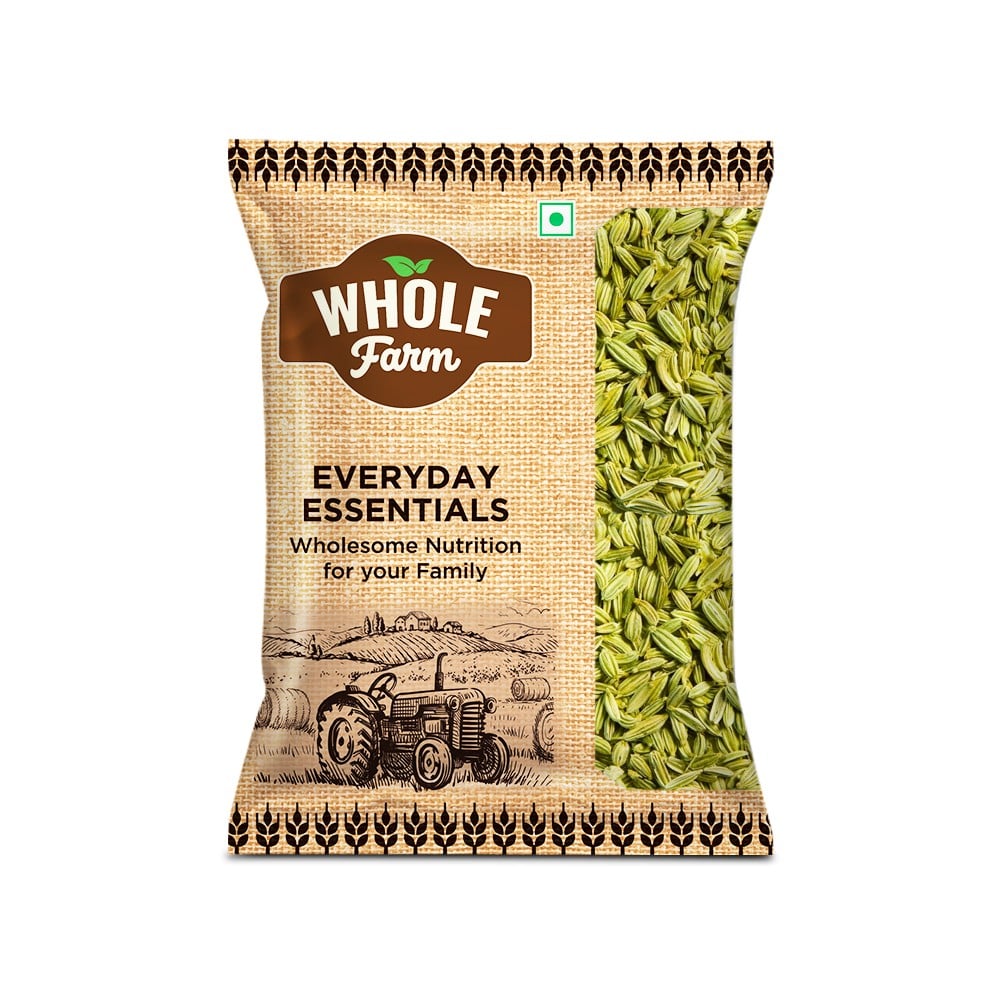 WHOLE
Farm
EVERYDAY
ESSENTIALS
Wholesome Nutrition
for your Family